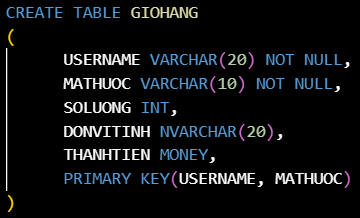 CREATE TABLE GIOHANG
(
USERNAME VARCHAR(20) NOT NULL,
MATHUOC VARCHAR(10) NOT NULL,
SOLUONG INT,
DONVITINH NVARCHAR(20),
THANHTIEN MONEY,
PRIMARY KEY(USERNAME, MATHUOC)
)